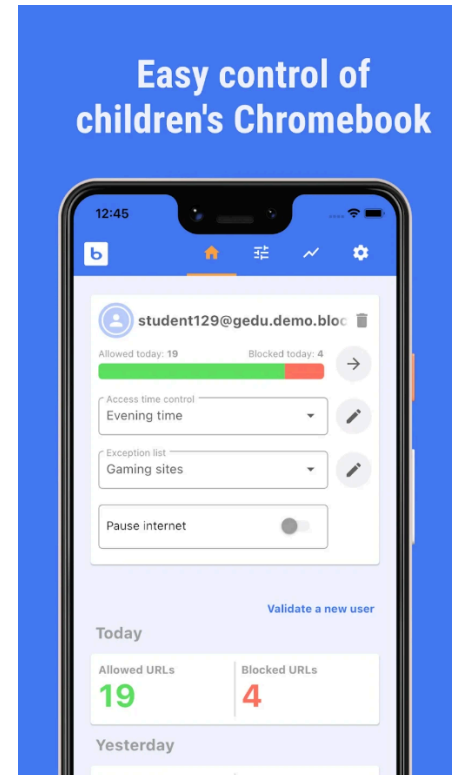 Easy control of
children's Chromebook
12:45
b
student129@gedu.demo.bloc
Allowed today: 19 Blocked today: 4
Access time control
Evening time
Exception list
Gaming sites
Pause internet
Validate a new user
Today
Allowed URLs Blocked URLs
19 4
Yesterday